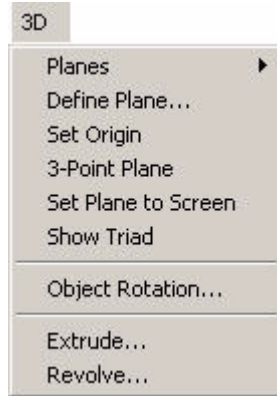 3D
Planes
Define Plane...
Set Origin
3-Point Plane
Set Plane to Screen
Show Triad
Object Rotation...
Extrude...
Revolve...